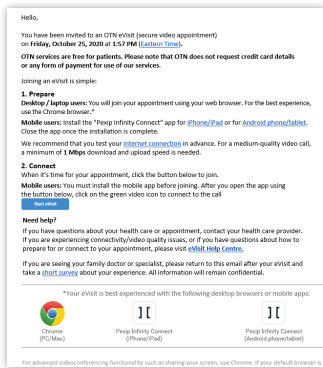 Hello,
You have been invited to an OTN eVisit (secure video appointment)
on Friday, October 25, 2020 at 1:57 PM (Eastern Time).
OTN services are free for patients. Please note that OTN does not request credit card details
or any form of payment for use of our services.
Joining an eVisit is simple:
1. Prepare
Desktop / laptop users: You will join your appointment using your web browser. For the best experience,
use the Chrome browser.*
Mobile users: Install the "Pexip Infinity Connect" app for iPhone/iPad or for Android phone/tablet.
Close the app once the installation is complete.
We recommend that you test your internet connection in advance. For a medium-quality video call,
a minimum of 1 Mbps download and upload speed is needed.
2. Connect
When it's time for your appointment, click the button below to join.
Mobile users: You must install the mobile app before joining. After you open the app using
the button below, click on the green video icon to connect to the call
Start eVisit
Need help?
If you have questions about your health care or appointment, contact your health care provider.
If you are experiencing connectivity/video quality issues, or if you have questions about how to
prepare for or connect to your appointment, please visit eVisit Help Centre.
If you are seeing your family doctor or specialist, please return to this email after your eVisit and
take a short survey about your experience. All information will remain confidential.
*Your eVisit is best experienced with the following desktop browsers or mobile apps:
Chrome
(PC/Mac)
Pexip Infinity Connect
(iPhone/iPad)
Pexip Infinity Connect
(Android phone/tablet)
For advanced videoconferencing functionality such as sharing your screen, use Chrome. If your default browser is